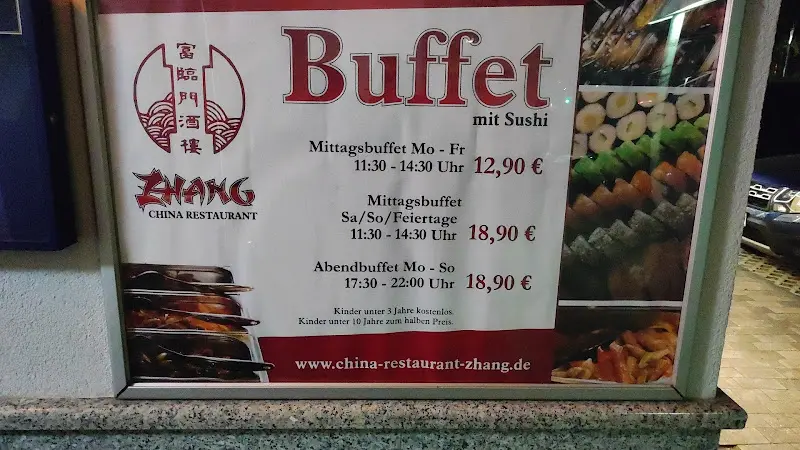 富臨門酒樓
ZHANG
CHINA RESTAURANT
Buffet
mit Sushi
Mittagsbuffet Mo - Fr
11:30 - 14:30 Uhr 12,90 €
Mittagsbuffet
Sa/So/Feiertage
11:30 - 14:30 Uhr 18,90 €
Abendbuffet Mo - So
17:30 - 22:00 Uhr 18,90 €
Kinder unter 3 Jahre kostenlos.
Kinder unter 10 Jahre zum halben Preis.
www.china-restaurant-zhang.de